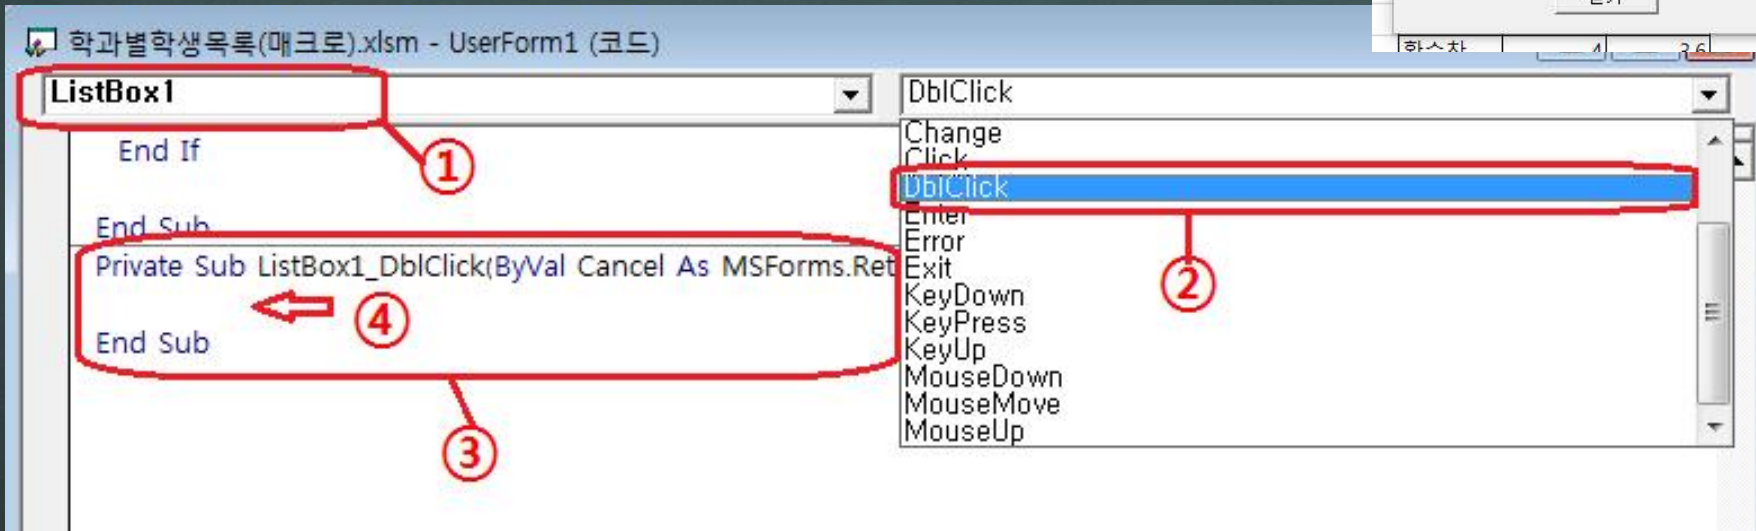 학과별학생목록(매크로).xlsm - UserForm1 (코드)
ListBox1
DblClick
End If
①
End Sub
Private Sub ListBox1_DblClick(ByVal Cancel As MSForms.Ret
④
End Sub
③
Change
Click
DblClick
Enter
Error
Exit
②
KeyDown
KeyPress
KeyUp
MouseDown
MouseMove
MouseUp